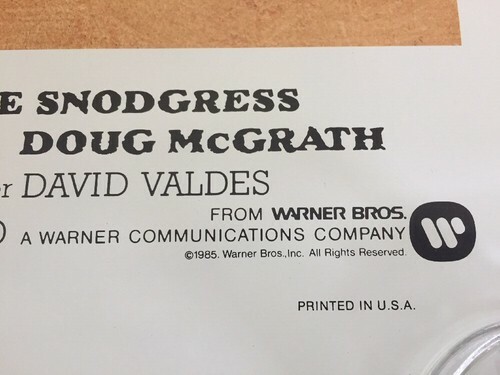 E SNODGRESS
DOUG McGRATH
DAVID VALDES
FROM WARNER BROS.
A WARNER COMMUNICATIONS COMPANY
©1985. Warner Bros.,Inc. All Rights Reserved.
PRINTED IN U.S.A.